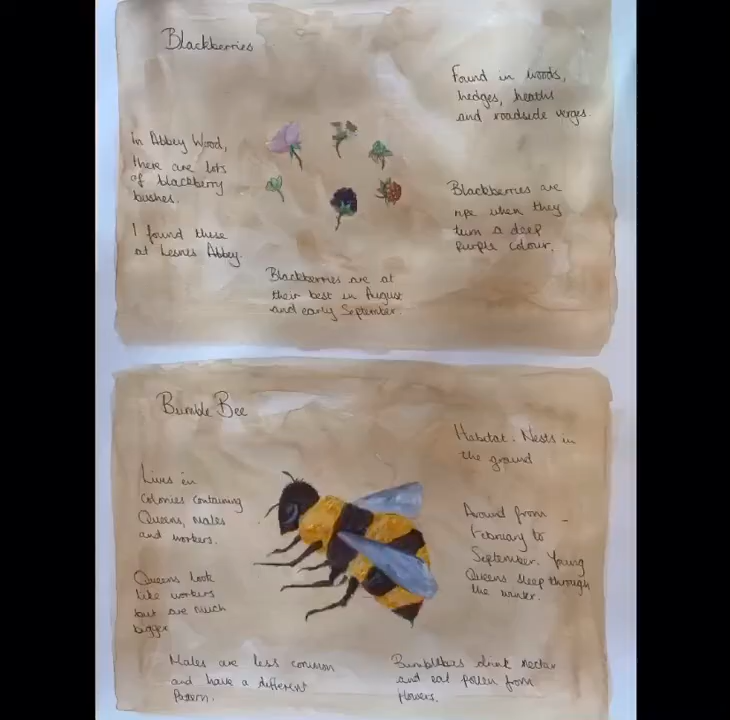 Blackberries
Found in woods,
hedges, heaths
and roadside verges.
In Abbey Wood,
there are lots
of blackberry
bushes.
I found these
at Lesnes Abbey.
Blackberries are
ripe when they
turn a deep
purple colour.
Blackberries are at
their best in August
and early September.
Bumble Bee
Habitat: Nests in
the ground
Lives in
colonies containing
Queens, Males
and workers.
Around from
February to
September. Young
Queens sleep through
the winter.
Queens look
like workers
but are much
bigger
Males are less common
and have a different
Pattern.
drink nectar
and eat pollen from
flowers.